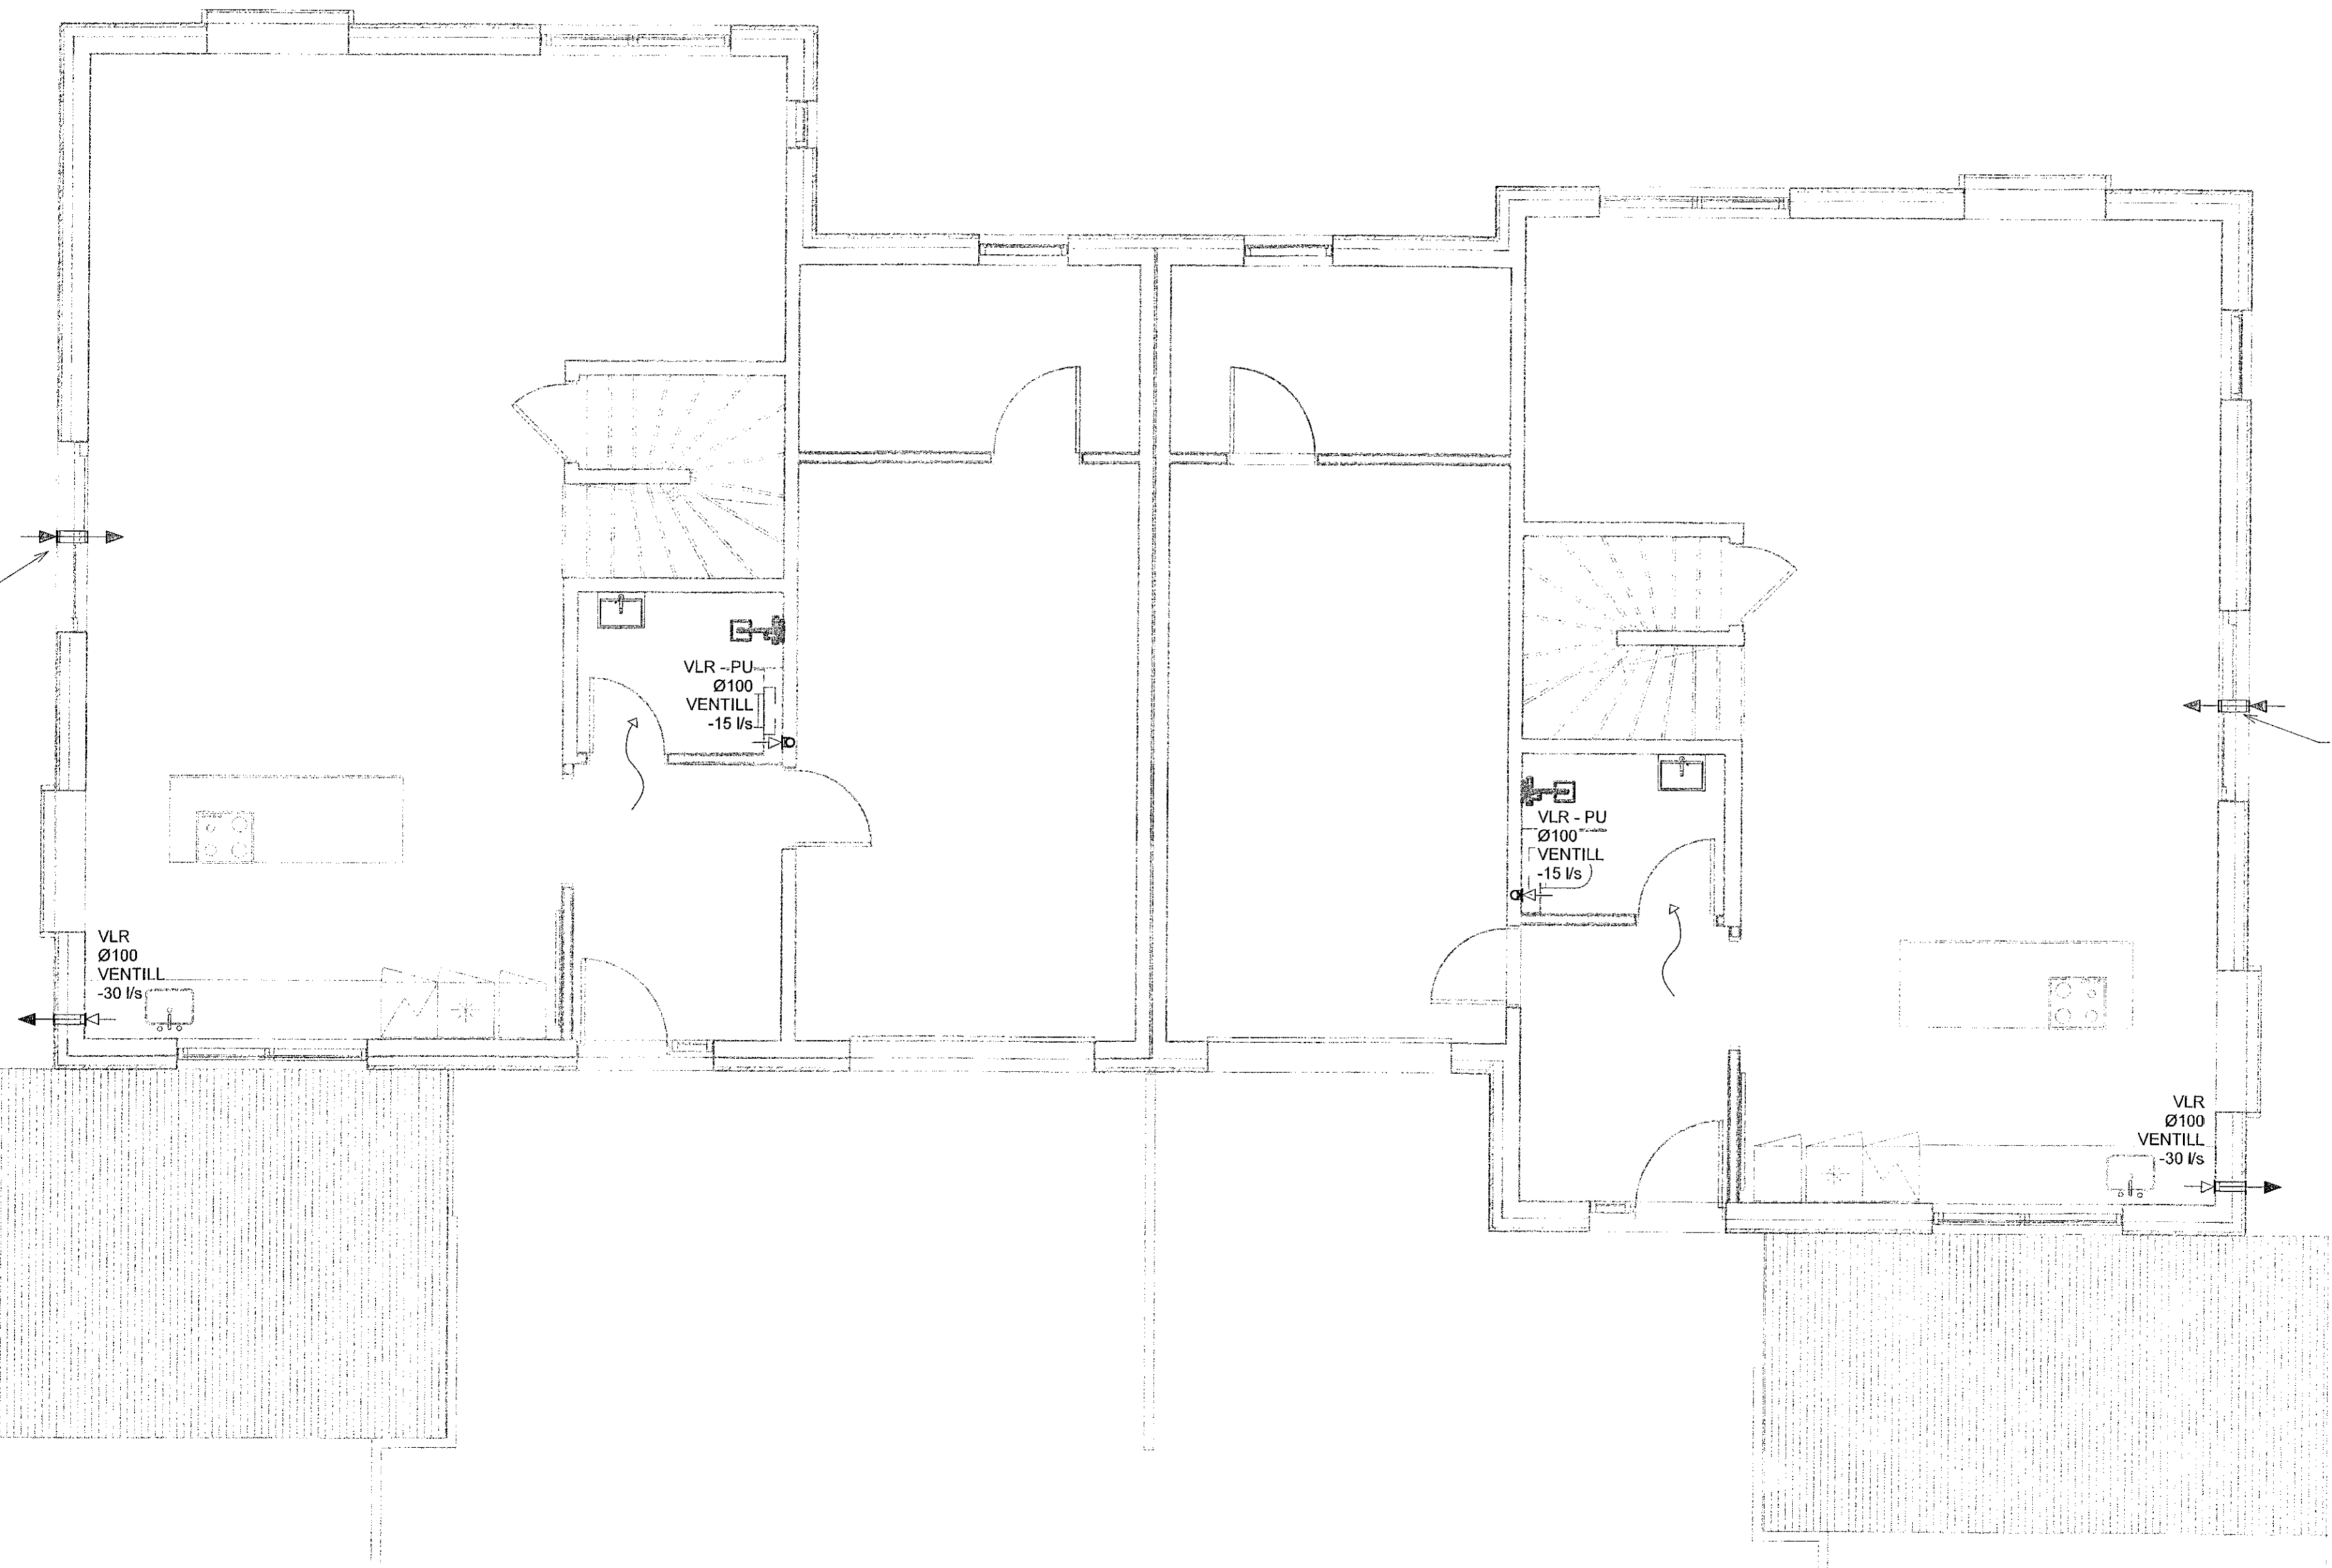 VLR - PU
Ø100
VENTILL
-15 l/s
VLR - PU
Ø100
VENTILL
-15 l/s
VLR
Ø100
VENTILL
-30 l/s
VLR
Ø100
VENTILL
-30 l/s